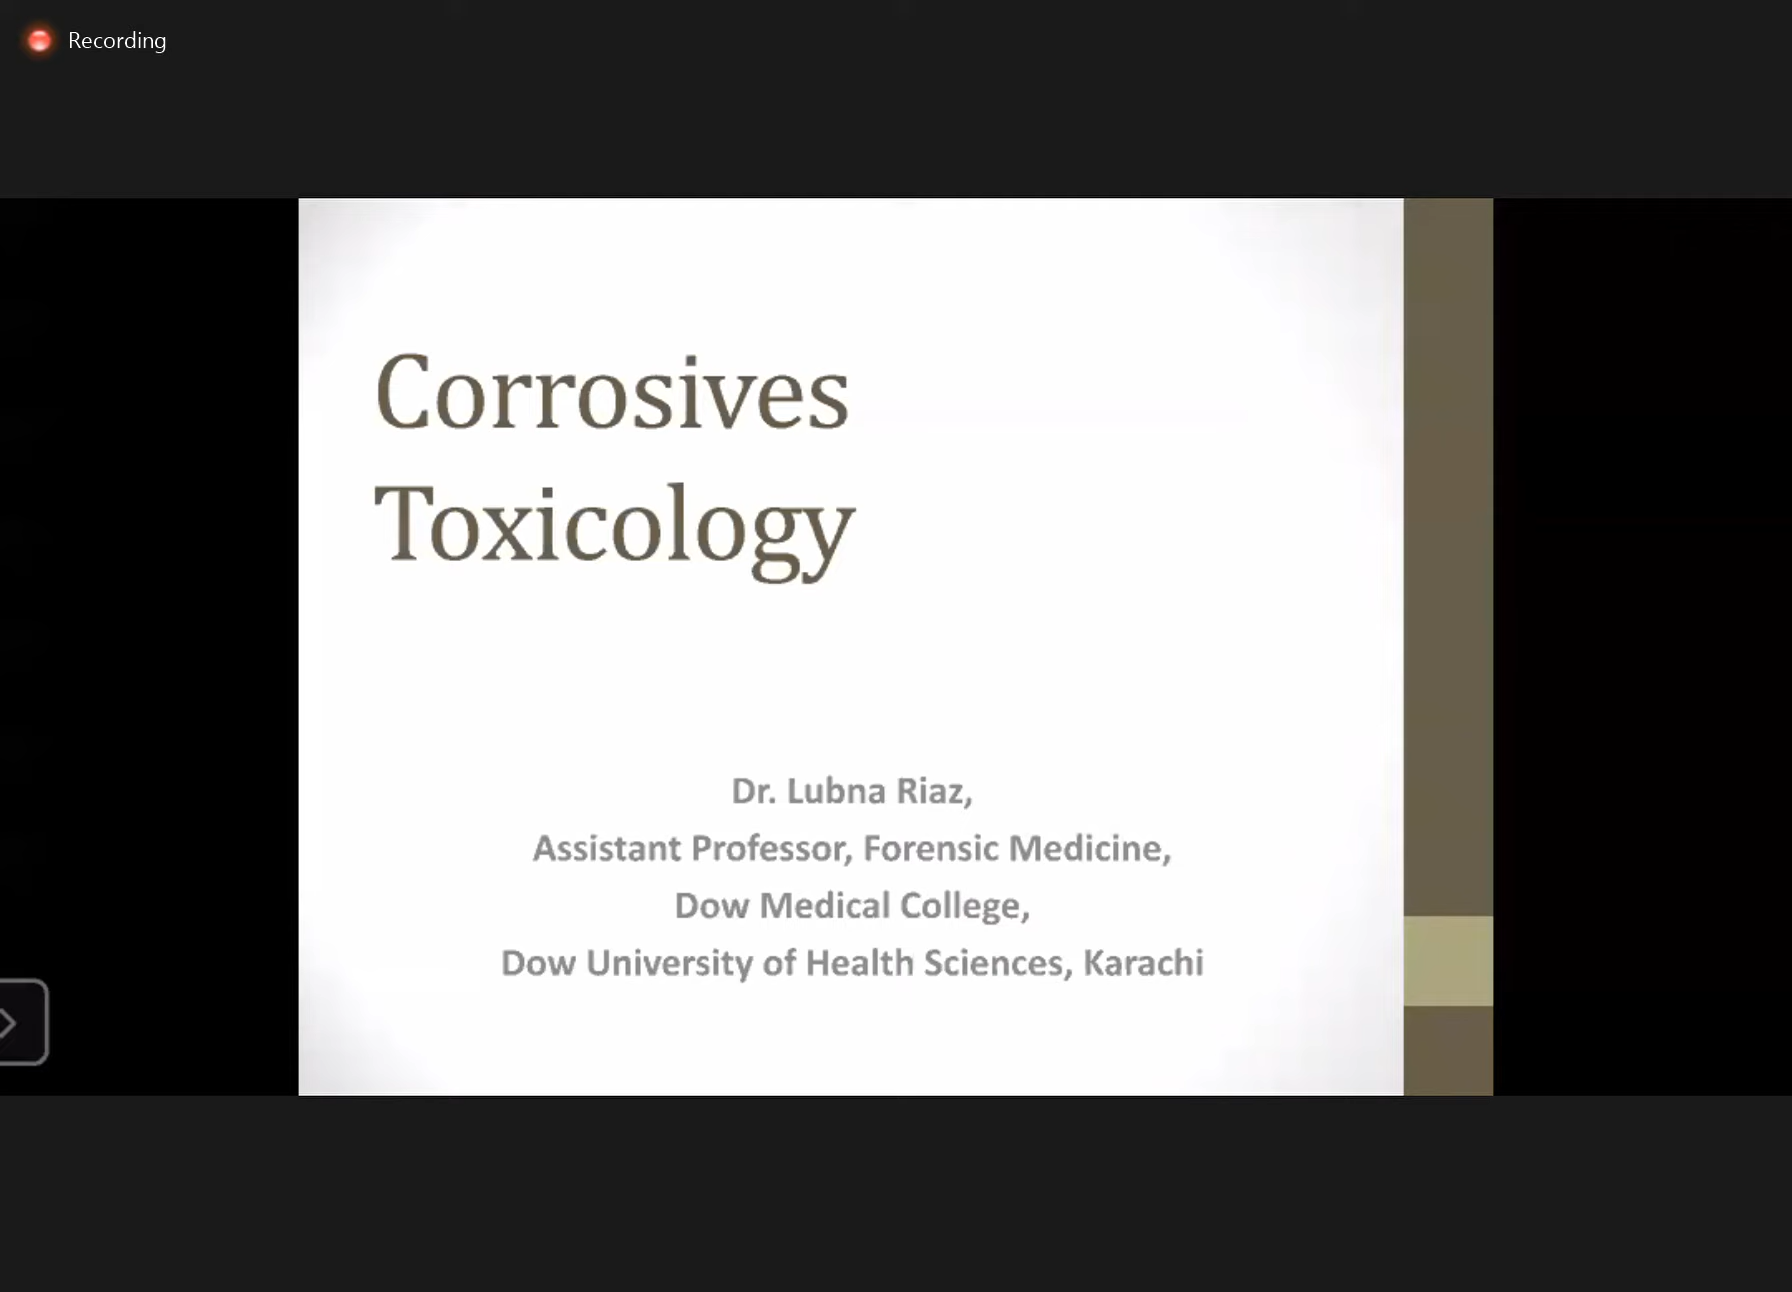 Recording
Corrosives
Toxicology
Dr. Lubna Riaz,
Assistant Professor, Forensic Medicine,
Dow Medical College,
Dow University of Health Sciences, Karachi